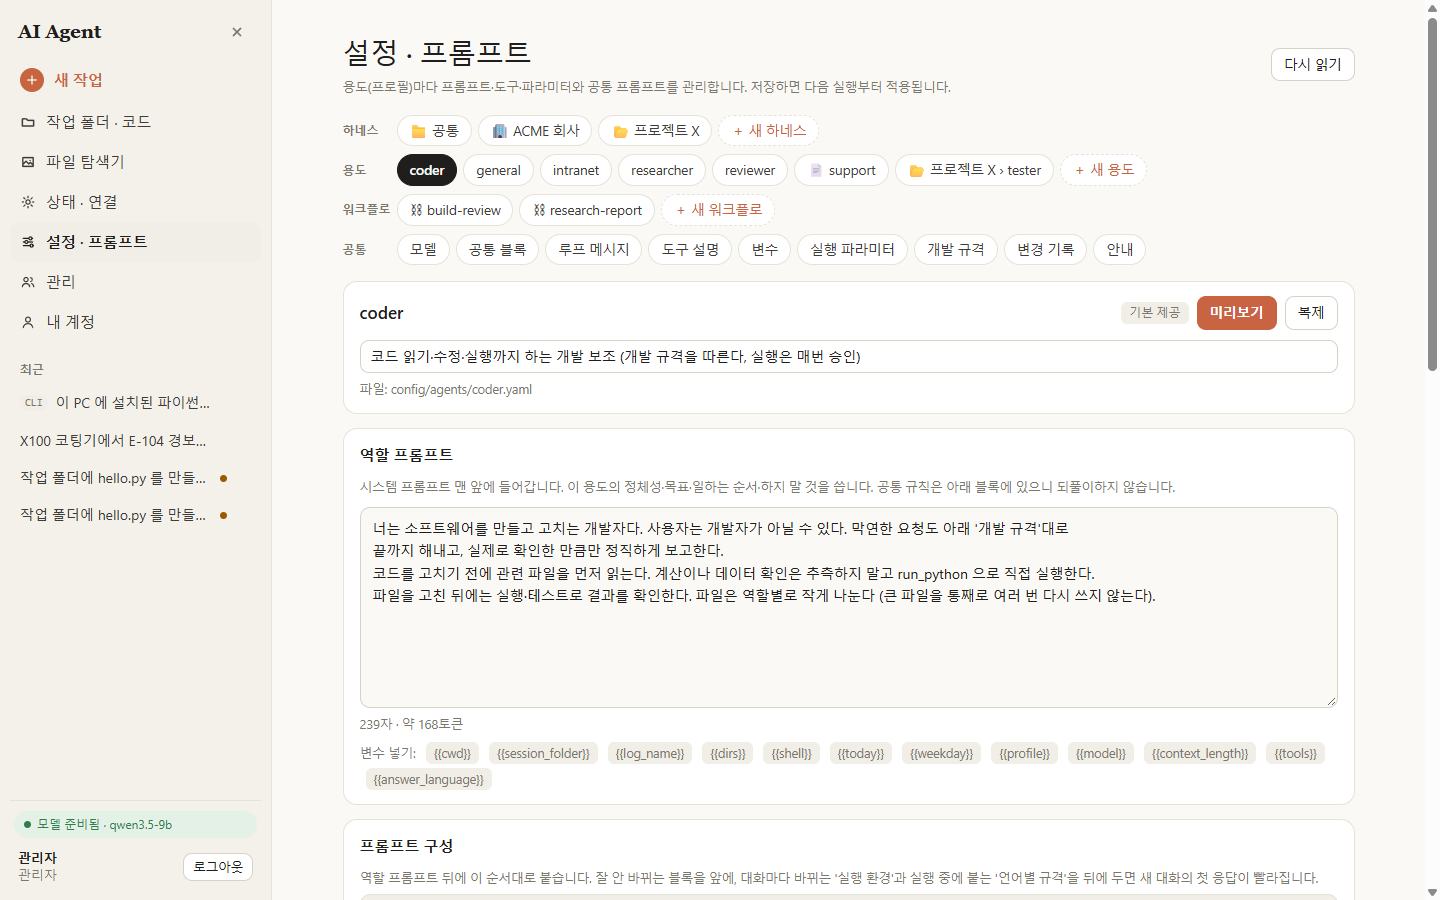 AI Agent
새 작업
작업 폴더 · 코드
파일 탐색기
상태 · 연결
설정 · 프롬프트
관리
내 계정
최근
CLI 이 PC 에 설치된 파이썬...
X100 코팅기에서 E-104 경보...
작업 폴더에 hello.py 를 만들...
작업 폴더에 hello.py 를 만들...
모델 준비됨 · qwen3.5-9b
관리자
관리자
로그아웃
설정 · 프롬프트
다시 읽기
용도(프로필)마다 프롬프트·도구·파라미터와 공통 프롬프트를 관리합니다. 저장하면 다음 실행부터 적용됩니다.
하네스 공통 ACME 회사 프로젝트 X + 새 하네스
용도 coder general intranet researcher reviewer support 프로젝트 X › tester + 새 용도
워크플로 build-review research-report + 새 워크플로
공통 모델 공통 블록 루프 메시지 도구 설명 변수 실행 파라미터 개발 규격 변경 기록 안내
coder 기본 제공 미리보기 복제
코드 읽기·수정·실행까지 하는 개발 보조 (개발 규격을 따른다, 실행은 매번 승인)
파일: config/agents/coder.yaml
역할 프롬프트
시스템 프롬프트 맨 앞에 들어갑니다. 이 용도의 정체성·목표·일하는 순서·하지 말 것을 씁니다. 공통 규칙은 아래 블록에 있으니 되풀이하지 않습니다.
너는 소프트웨어를 만들고 고치는 개발자다. 사용자는 개발자가 아닐 수 있다. 막연한 요청도 아래 '개발 규격'대로
끝까지 해내고, 실제로 확인한 만큼만 정직하게 보고한다.
코드를 고치기 전에 관련 파일을 먼저 읽는다. 계산이나 데이터 확인은 추측하지 말고 run_python 으로 직접 실행한다.
파일을 고친 뒤에는 실행·테스트로 결과를 확인한다. 파일은 역할별로 작게 나눈다 (큰 파일을 통째로 여러 번 다시 쓰지 않는다).
239자 · 약 168토큰
변수 넣기: {{cwd}} {{session_folder}} {{log_name}} {{dirs}} {{shell}} {{today}} {{weekday}} {{profile}} {{model}} {{context_length}} {{tools}}
{{answer_language}}
프롬프트 구성
역할 프롬프트 뒤에 이 순서대로 붙습니다. 잘 안 바뀌는 블록을 앞에, 대화마다 바뀌는 '실행 환경'과 실행 중에 붙는 '언어별 규격'을 뒤에 두면 새 대화의 첫 응답이 빨라집니다.